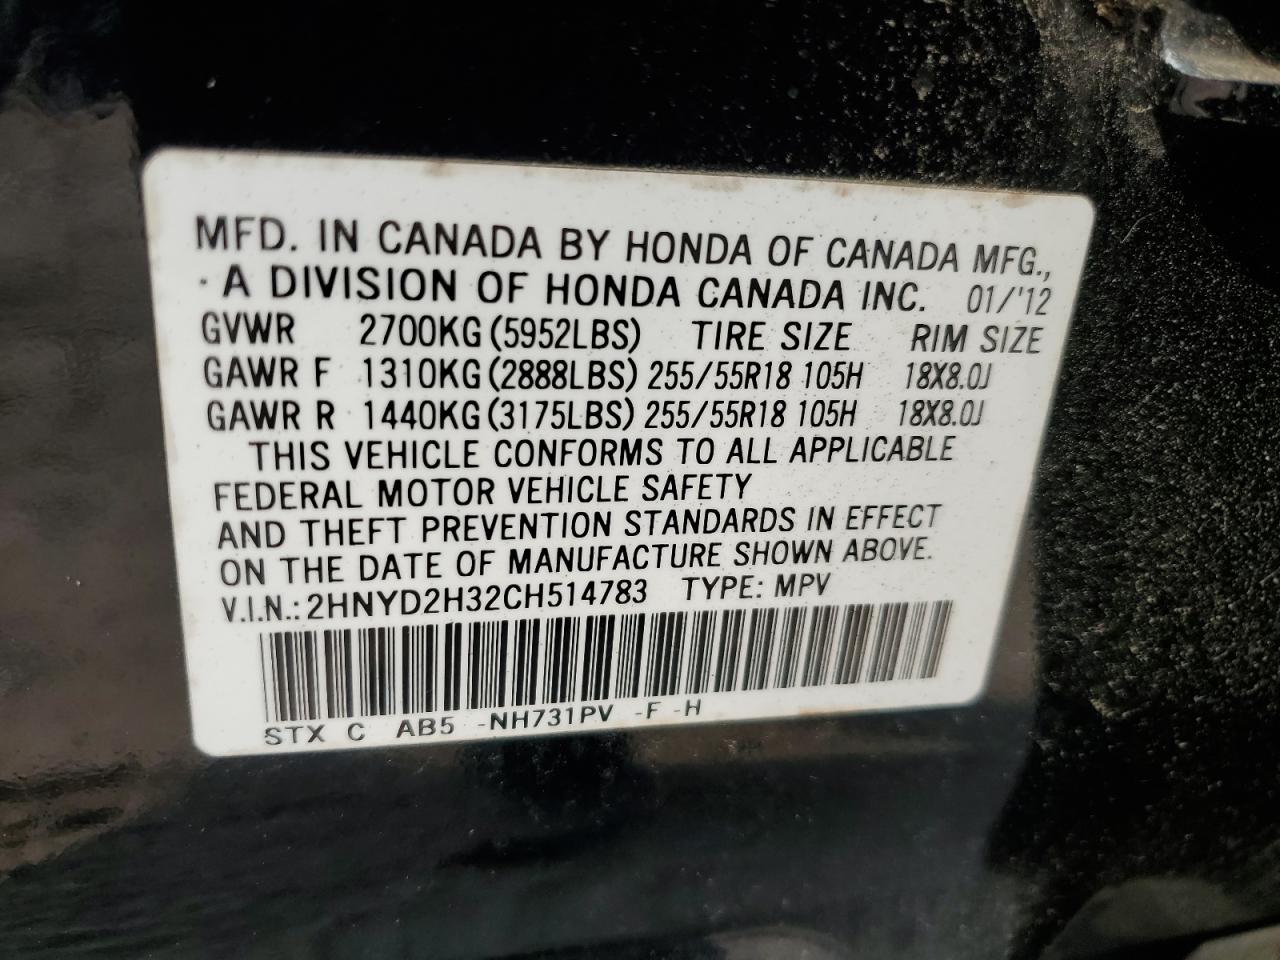 MFD. IN CANADA BY HONDA OF CANADA MFG.,
· A DIVISION OF HONDA CANADA INC. 01/'12
GVWR 2700KG (5952LBS) TIRE SIZE RIM SIZE
GAWR F 1310KG (2888LBS) 255/55R18 105H 18X8.0J
GAWR R 1440KG (3175LBS) 255/55R18 105H 18X8.0J
THIS VEHICLE CONFORMS TO ALL APPLICABLE
FEDERAL MOTOR VEHICLE SAFETY
AND THEFT PREVENTION STANDARDS IN EFFECT
ON THE DATE OF MANUFACTURE SHOWN ABOVE.
V.I.N.: 2HNYD2H32CH514783 TYPE: MPV
STX C AB5 -NH731PV -F -H